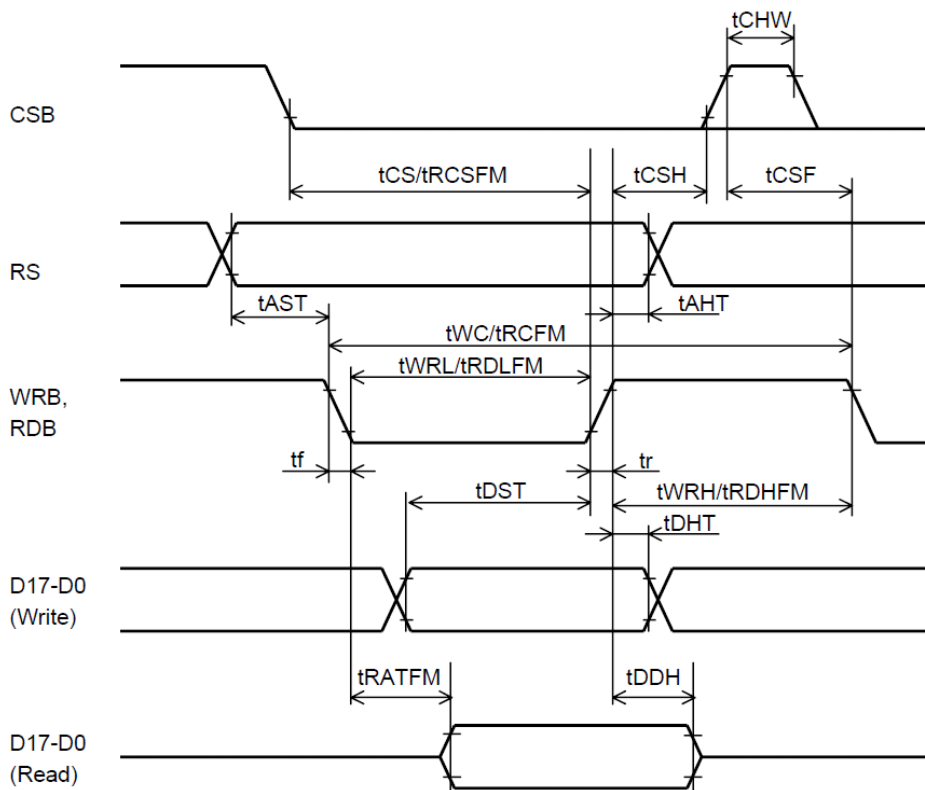 tCHW
CSB
tCS/tRCSFM
tCSH
tCSF
RS
tAST
tAHT
tWC/tRCFM
tWRL/tRDLFM
WRB,
RDB
tf
tr
tDST
tWRH/tRDHFM
tDHT
D17-D0
(Write)
tRATFM
tDDH
D17-D0
(Read)